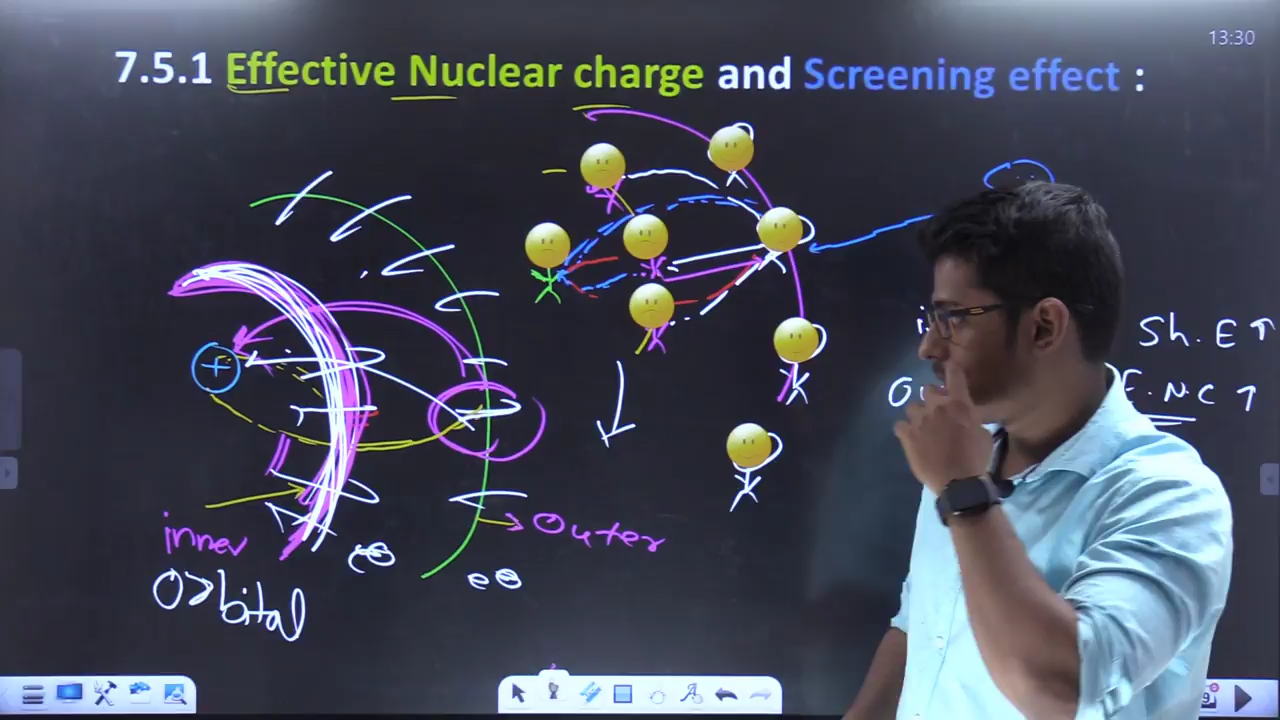 13:30
7.5.1 Effective Nuclear charge and Screening effect :
+
Sh. E ↑
E.N.C ↑
Outer
inner
e⊖
e⊖
Orbital